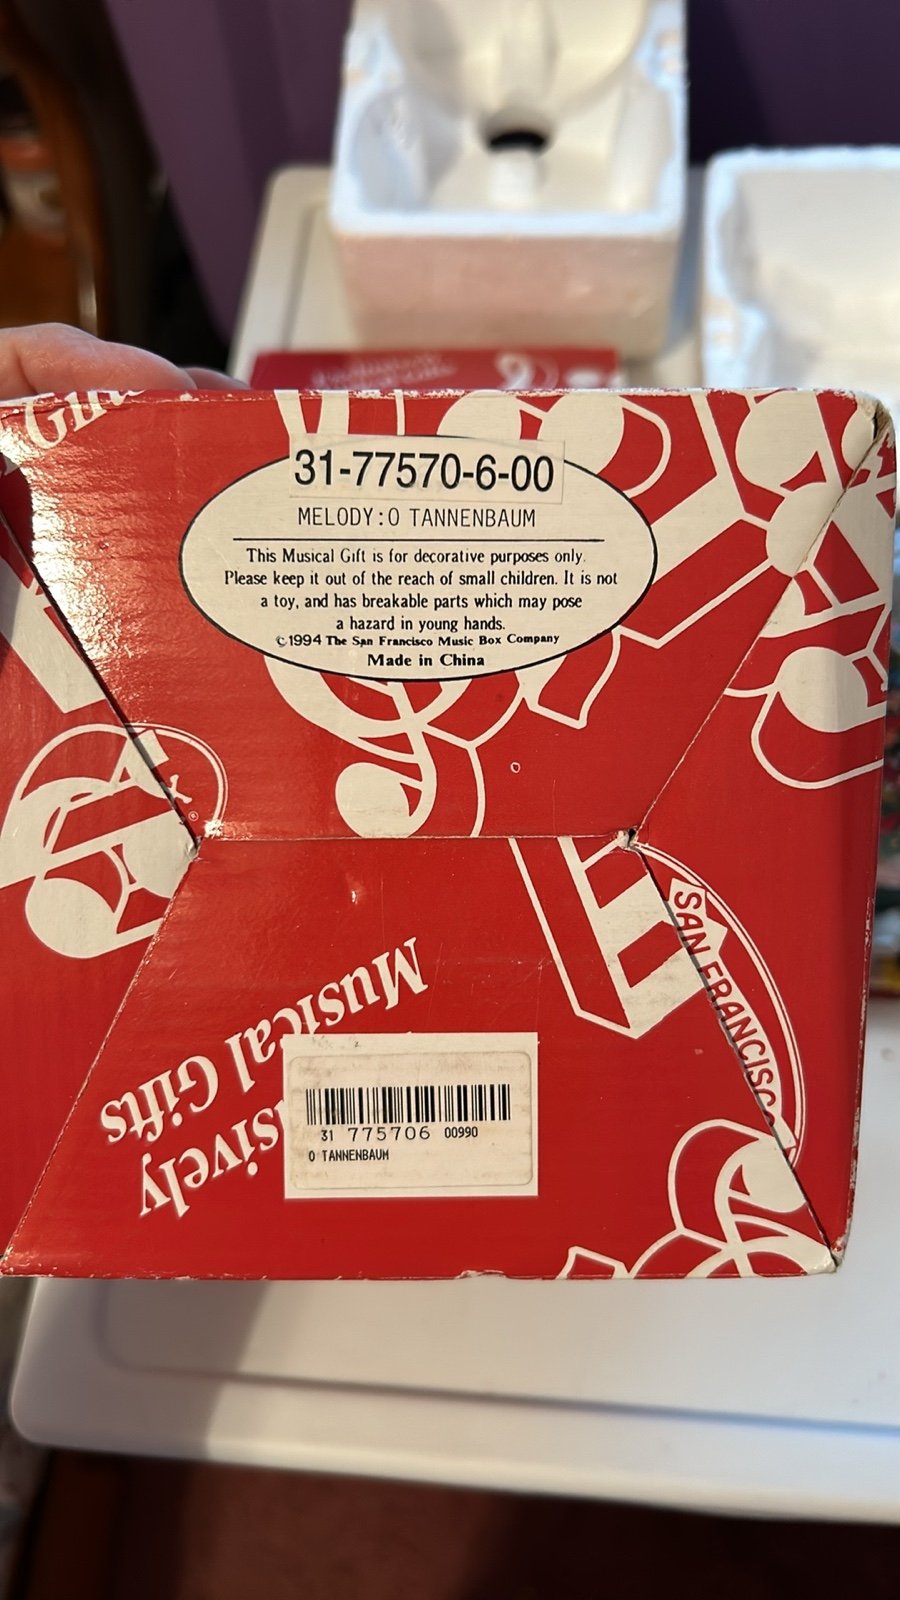 Gift
31-77570-6-00
MELODY:O TANNENBAUM
This Musical Gift is for decorative purposes only.
Please keep it out of the reach of small children. It is not
a toy, and has breakable parts which may pose
a hazard in young hands.
©1994 The San Francisco Music Box Company
Made in China
X ®
SAN FRANCISCO
sively
Musical Gifts
31 775706 00990
O TANNENBAUM